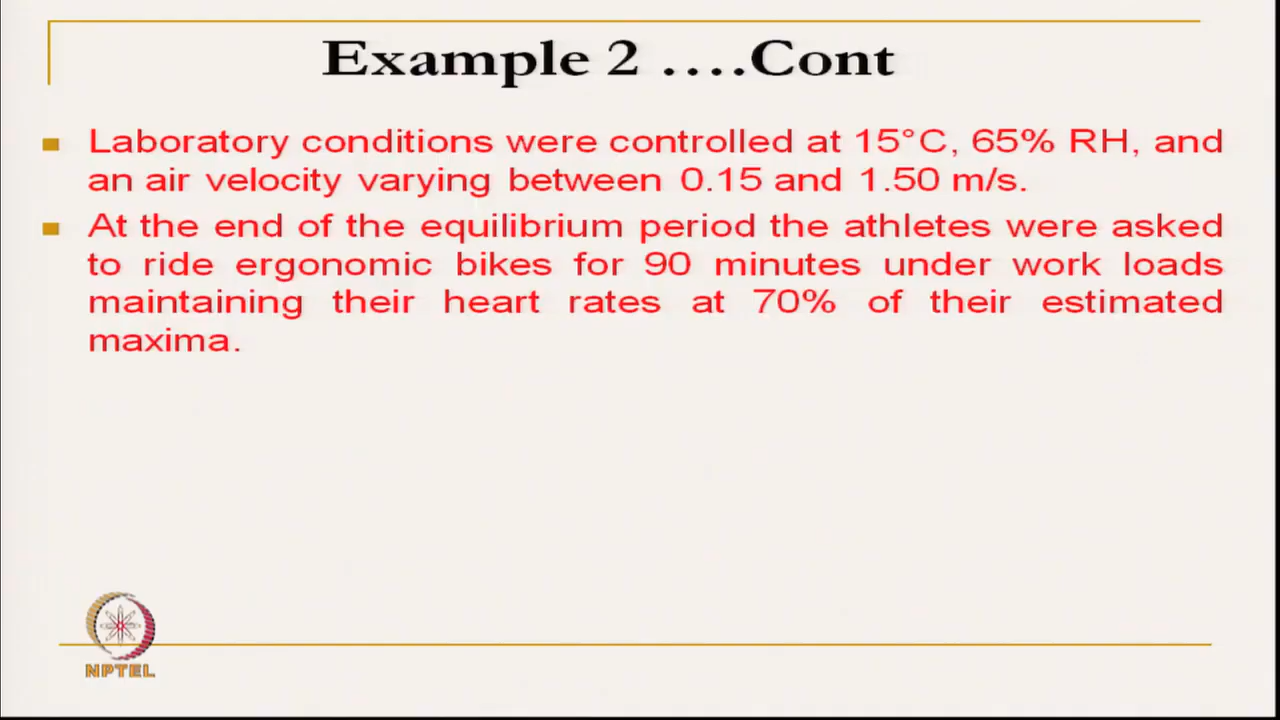 Example 2 ....Cont
Laboratory conditions were controlled at 15°C, 65% RH, and
an air velocity varying between 0.15 and 1.50 m/s.
At the end of the equilibrium period the athletes were asked
to ride ergonomic bikes for 90 minutes under work loads
maintaining their heart rates at 70% of their estimated
maxima.
NPTEL